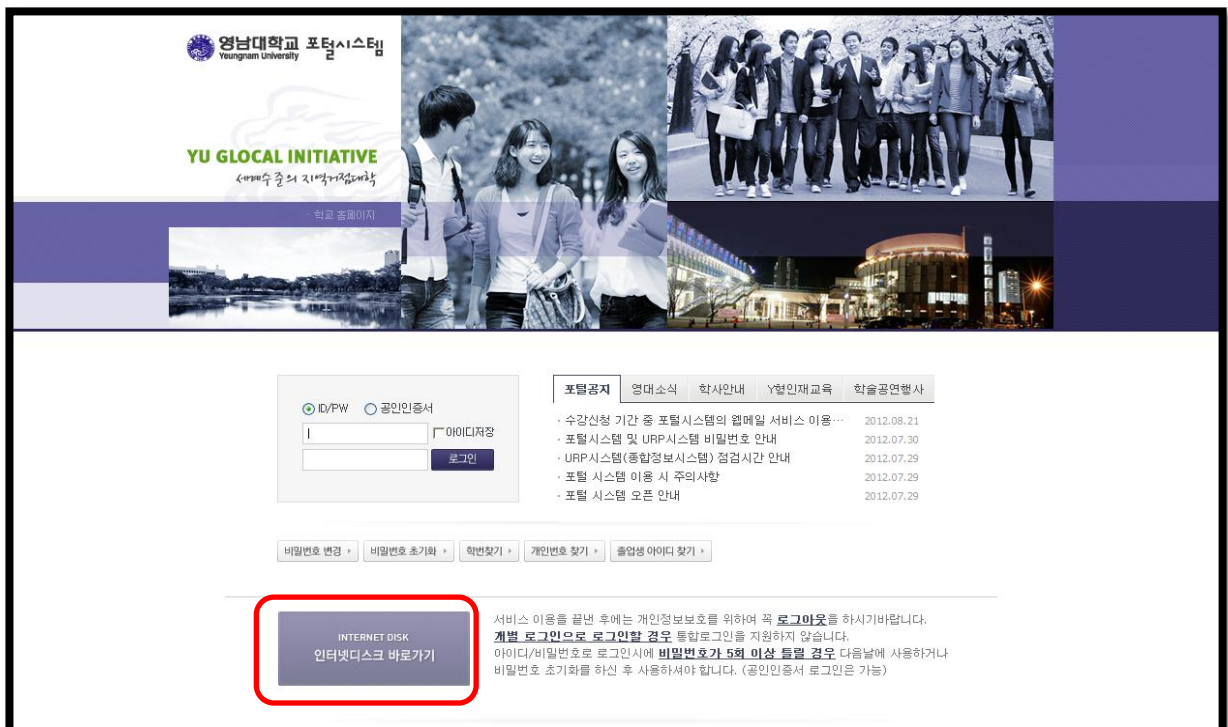 영남대학교 포털시스템
Yeungnam University
YU GLOCAL INITIATIVE
세계수준의 지역거점대학
· 학교 홈페이지
ID/PW 공인인증서
아이디저장
로그인
포털공지 영대소식 학사안내 Y형인재교육 학술공연행사
· 수강신청 기간 중 포털시스템의 웹메일 서비스 이용… 2012.08.21
· 포털시스템 및 URP시스템 비밀번호 안내 2012.07.30
· URP시스템(종합정보시스템) 점검시간 안내 2012.07.29
· 포털 시스템 이용 시 주의사항 2012.07.29
· 포털 시스템 오픈 안내 2012.07.29
비밀번호 변경 비밀번호 초기화 학번찾기 개인번호 찾기 졸업생 아이디 찾기
INTERNET DISK
인터넷디스크 바로가기
서비스 이용을 끝낸 후에는 개인정보보호를 위하여 꼭 로그아웃을 하시기바랍니다.
개별 로그인으로 로그인할 경우 통합로그인을 지원하지 않습니다.
아이디/비밀번호로 로그인시에 비밀번호가 5회 이상 틀릴 경우 다음날에 사용하거나
비밀번호 초기화를 하신 후 사용하셔야 합니다. (공인인증서 로그인은 가능)